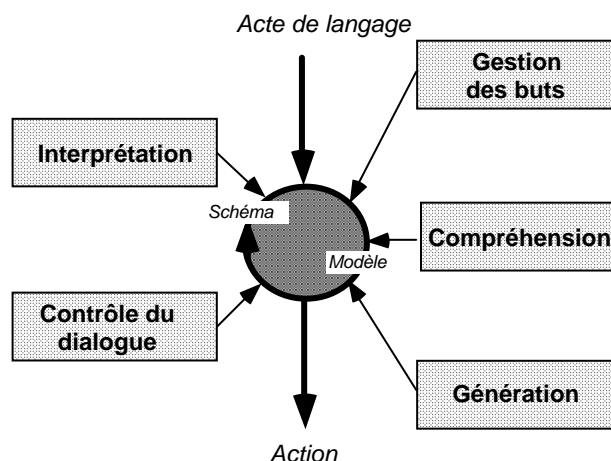 Acte de langage
Gestion
des buts
Interprétation
Schéma
Compréhension
Modèle
Contrôle du
dialogue
Génération
Action